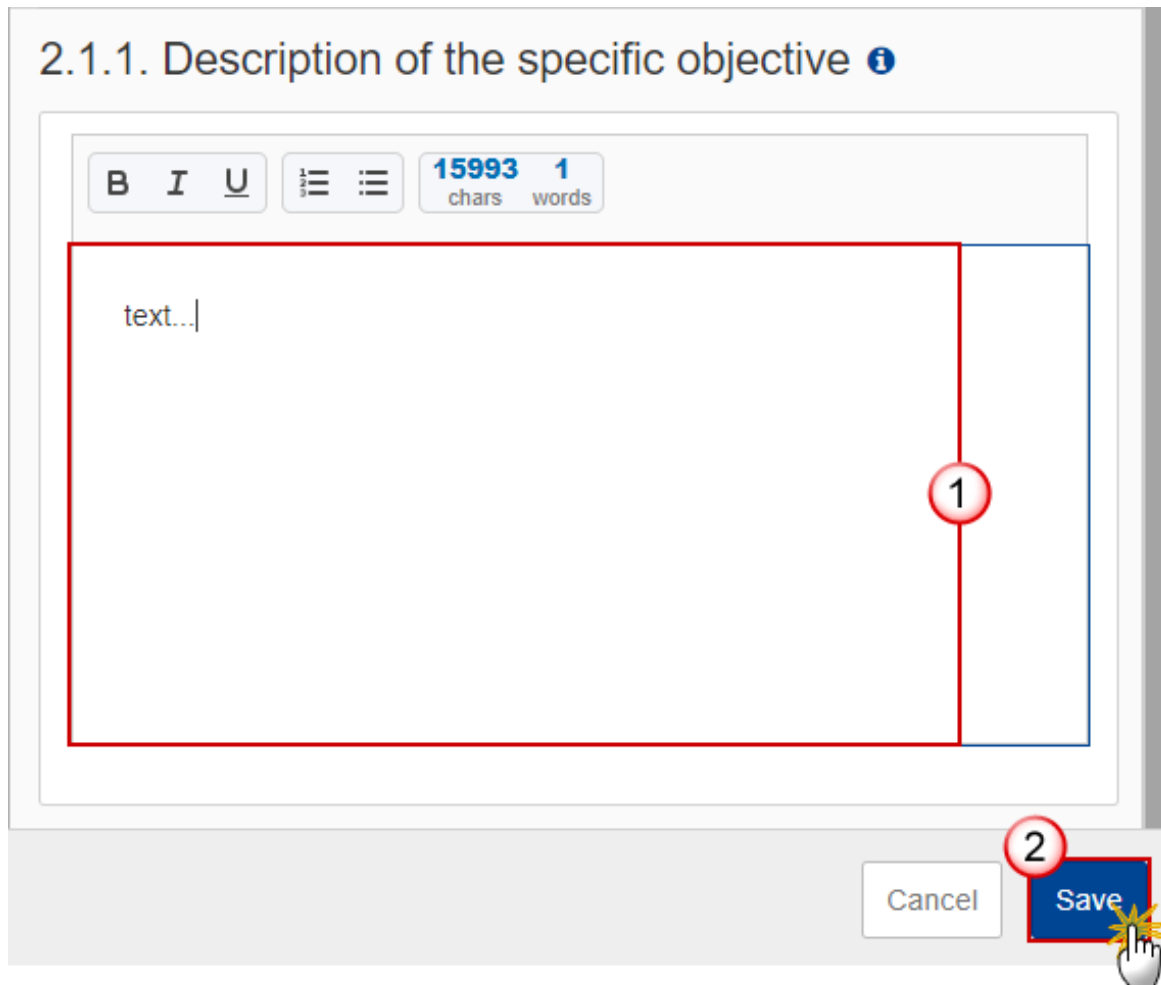 2.1.1. Description of the specific objective
B I U 15993 1
chars words
text...
1
2
Cancel Save